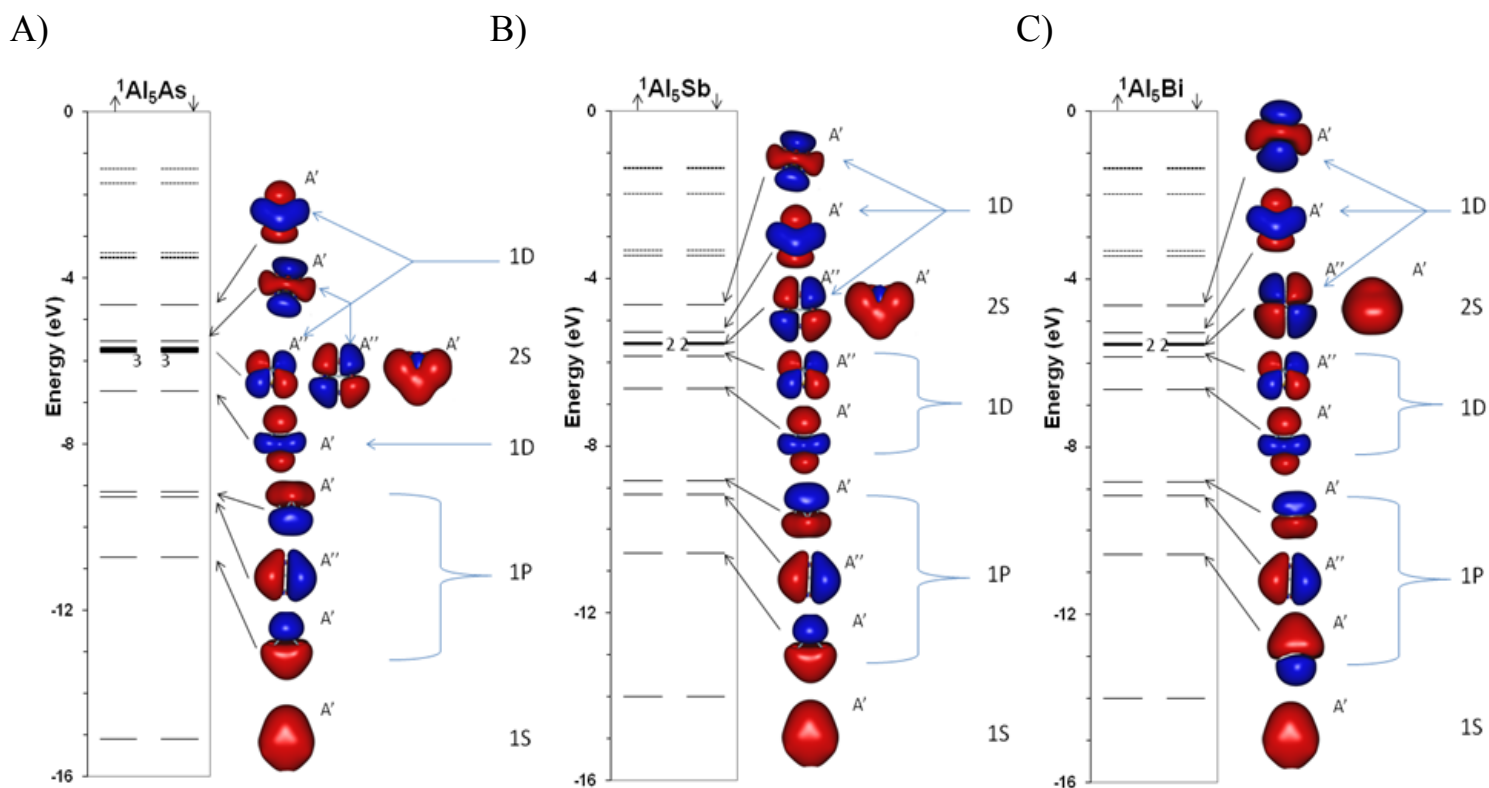 A)
B)
C)
¹Al₅As
¹Al₅Sb
¹Al₅Bi
Energy (eV)
0
-4
-8
-12
-16
3 3
A'
A'
A'' A'' A'
A'
A'
A''
A'
A'
1D
2S
1D
1P
1S
Energy (eV)
0
-4
-8
-12
-16
2 2
A'
A'
A'' A'
A''
A'
A'
A''
A'
A'
1D
2S
1D
1P
1S
Energy (eV)
0
-4
-8
-12
-16
2 2
A'
A'
A'' A'
A''
A'
A'
A''
A'
A'
1D
2S
1D
1P
1S